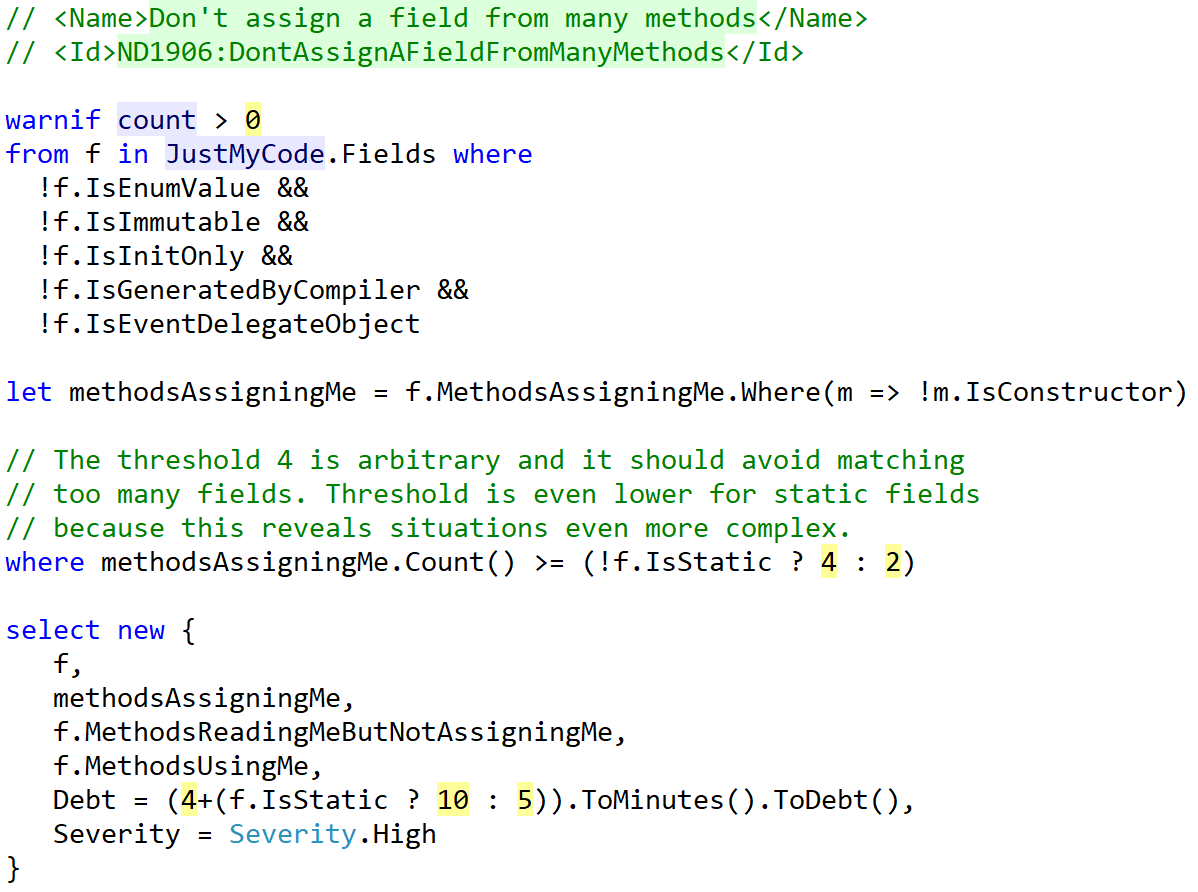 // <Name>Don't assign a field from many methods</Name>
// <Id>ND1906:DontAssignAFieldFromManyMethods</Id>
warnif count > 0
from f in JustMyCode.Fields where
  !f.IsEnumValue &&
  !f.IsImmutable &&
  !f.IsInitOnly &&
  !f.IsGeneratedByCompiler &&
  !f.IsEventDelegateObject
let methodsAssigningMe = f.MethodsAssigningMe.Where(m => !m.IsConstructor)
// The threshold 4 is arbitrary and it should avoid matching
// too many fields. Threshold is even lower for static fields
// because this reveals situations even more complex.
where methodsAssigningMe.Count() >= (!f.IsStatic ? 4 : 2)
select new {
   f,
   methodsAssigningMe,
   f.MethodsReadingMeButNotAssigningMe,
   f.MethodsUsingMe,
   Debt = (4+(f.IsStatic ? 10 : 5)).ToMinutes().ToDebt(),
   Severity = Severity.High
}